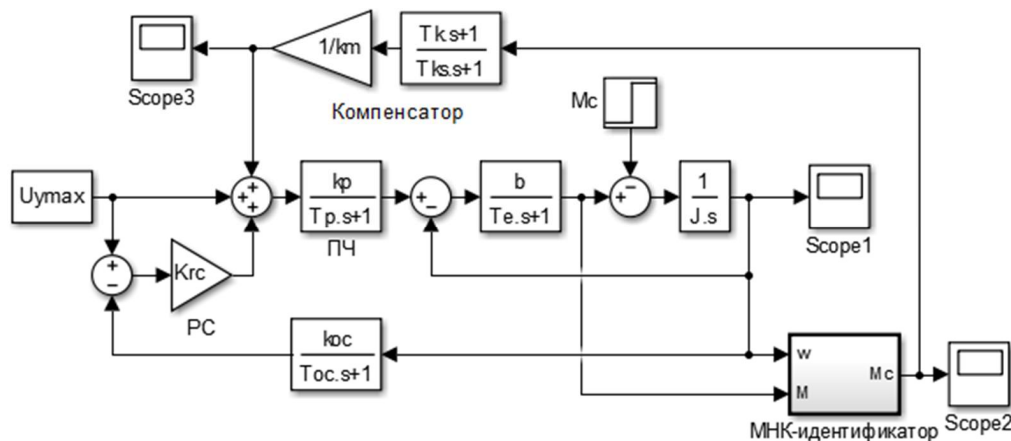 1/km
Tk.s+1
Tks.s+1
Scope3
Компенсатор
Mc
Uymax
kp
Tp.s+1
ПЧ
b
Te.s+1
1
J.s
Scope1
Krc
РС
koc
Toc.s+1
w
M
Mc
МНК-идентификатор
Scope2